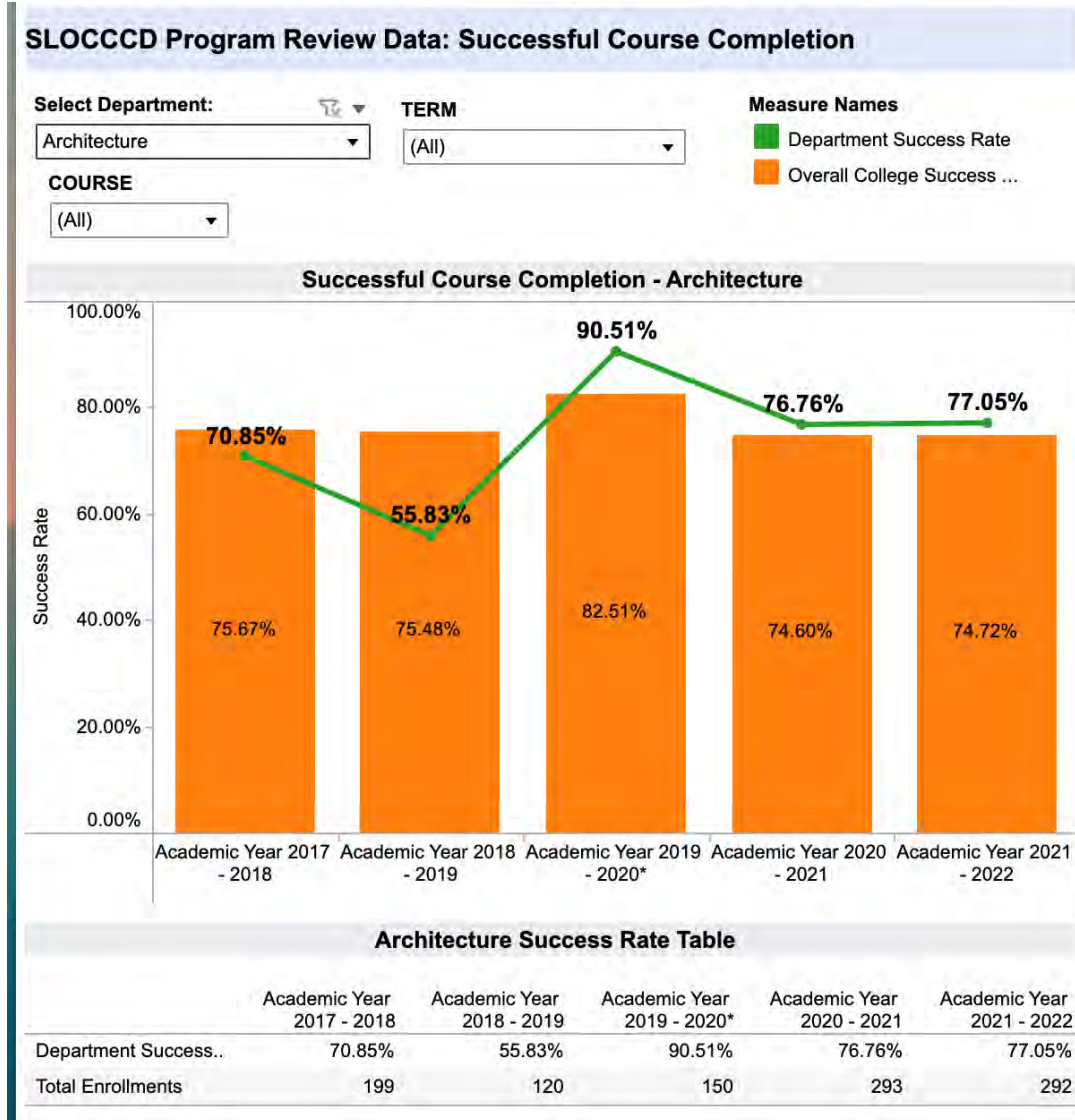 SLOCCCD Program Review Data: Successful Course Completion
Select Department:
Architecture
TERM
(All)
Measure Names
Department Success Rate
Overall College Success ...
COURSE
(All)
Successful Course Completion - Architecture
Success Rate
100.00%
80.00%
60.00%
40.00%
20.00%
0.00%
70.85%
55.83%
90.51%
76.76%
77.05%
75.67%
75.48%
82.51%
74.60%
74.72%
Academic Year 2017 - 2018
Academic Year 2018 - 2019
Academic Year 2019 - 2020*
Academic Year 2020 - 2021
Academic Year 2021 - 2022
Architecture Success Rate Table
Academic Year Academic Year Academic Year Academic Year Academic Year
2017 - 2018 2018 - 2019 2019 - 2020* 2020 - 2021 2021 - 2022
Department Success.. 70.85% 55.83% 90.51% 76.76% 77.05%
Total Enrollments 199 120 150 293 292